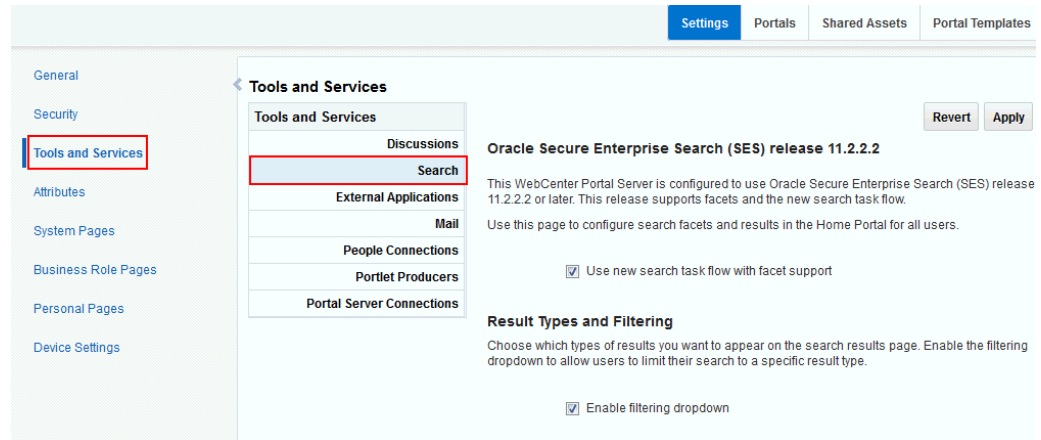 Settings Portals Shared Assets Portal Templates
General
Security
Tools and Services
Attributes
System Pages
Business Role Pages
Personal Pages
Device Settings
Tools and Services
Tools and Services
Discussions
Search
External Applications
Mail
People Connections
Portlet Producers
Portal Server Connections
Revert Apply
Oracle Secure Enterprise Search (SES) release 11.2.2.2
This WebCenter Portal Server is configured to use Oracle Secure Enterprise Search (SES) release
11.2.2.2 or later. This release supports facets and the new search task flow.
Use this page to configure search facets and results in the Home Portal for all users.
Use new search task flow with facet support
Result Types and Filtering
Choose which types of results you want to appear on the search results page. Enable the filtering
dropdown to allow users to limit their search to a specific result type.
Enable filtering dropdown